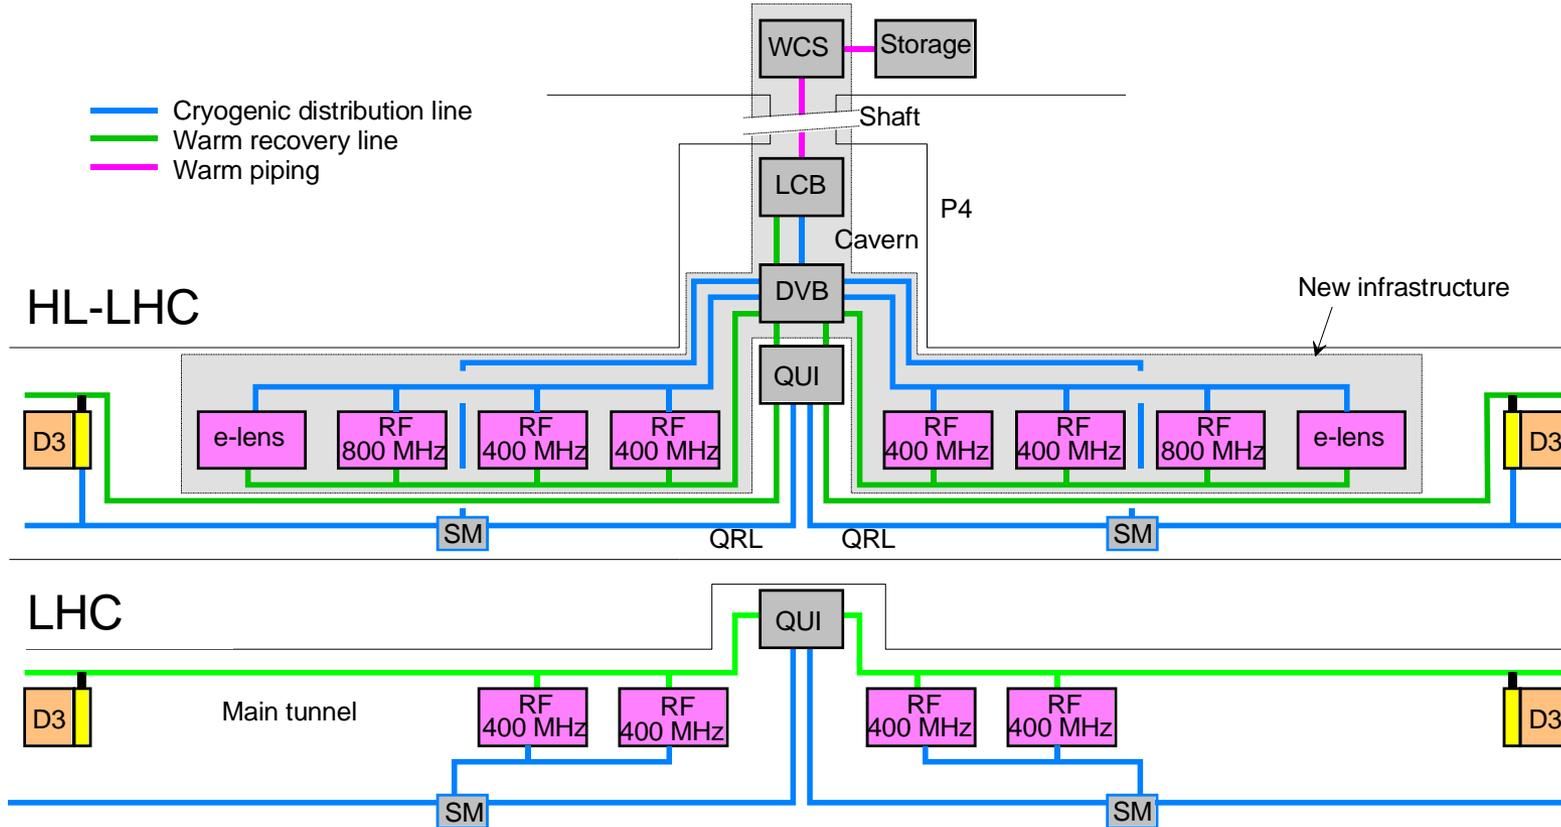 WCS
Storage
Cryogenic distribution line
Warm recovery line
Warm piping
Shaft
LCB
P4
Cavern
DVB
New infrastructure
HL-LHC
QUI
D3
e-lens
RF
800 MHz
RF
400 MHz
RF
400 MHz
RF
400 MHz
RF
400 MHz
RF
800 MHz
e-lens
D3
SM
QRL
QRL
SM
LHC
QUI
D3
Main tunnel
RF
400 MHz
RF
400 MHz
RF
400 MHz
RF
400 MHz
D3
SM
SM